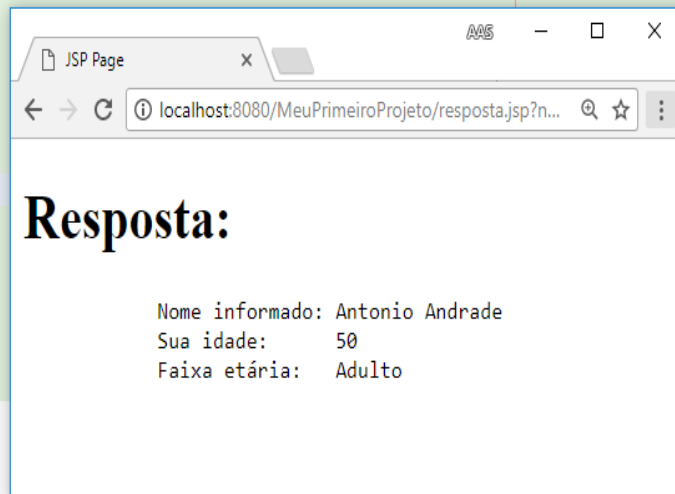 AAS
JSP Page
localhost:8080/MeuPrimeiroProjeto/resposta.jsp?n...
Resposta:
Nome informado: Antonio Andrade
Sua idade: 50
Faixa etária: Adulto